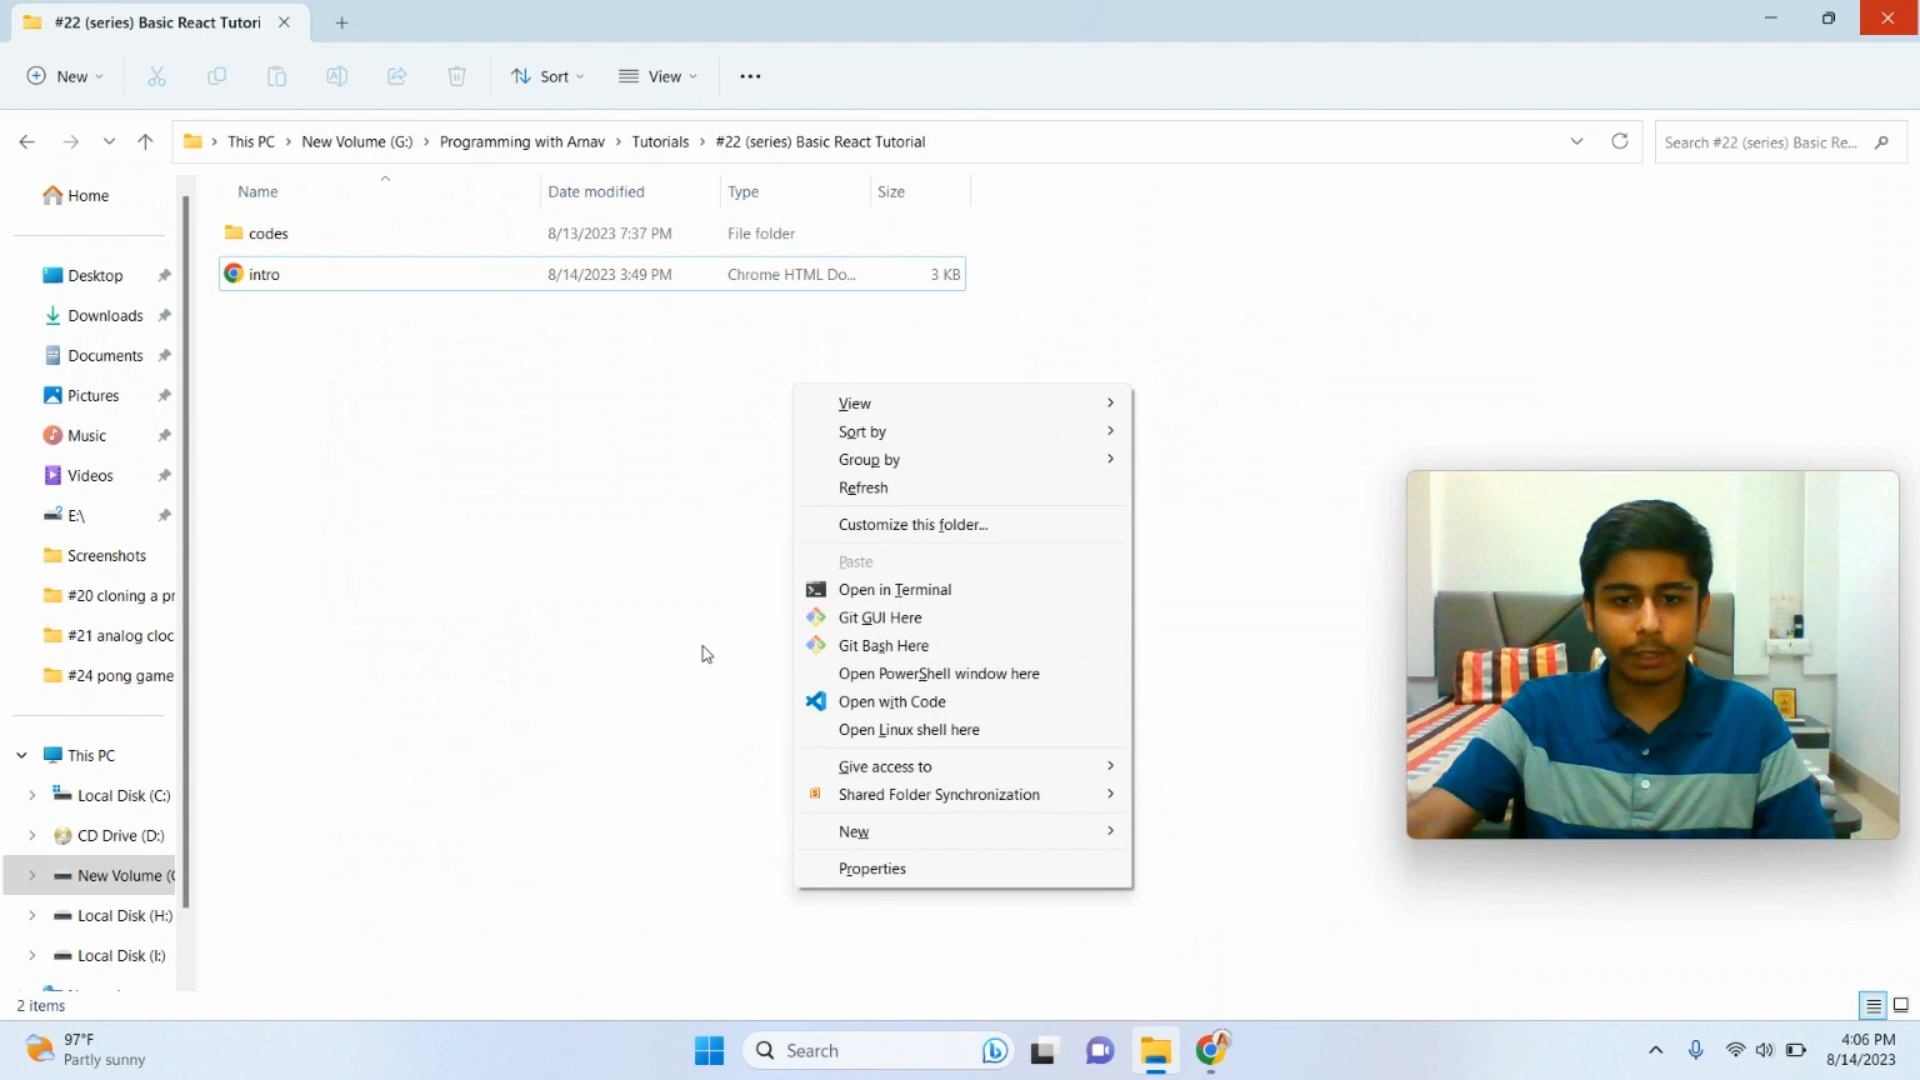 #22 (series) Basic React Tutori
New
Sort
View
This PC
New Volume (G:)
Programming with Arnav
Tutorials
#22 (series) Basic React Tutorial
Search #22 (series) Basic Re...
Name
Date modified
Type
Size
codes
8/13/2023 7:37 PM
File folder
intro
8/14/2023 3:49 PM
Chrome HTML Do...
3 KB
Home
Desktop
Downloads
Documents
Pictures
Music
Videos
E:\
Screenshots
#20 cloning a pr
#21 analog cloc
#24 pong game
This PC
Local Disk (C:)
CD Drive (D:)
New Volume (
Local Disk (H:)
Local Disk (I:)
View
Sort by
Group by
Refresh
Customize this folder...
Paste
Open in Terminal
Git GUI Here
Git Bash Here
Open PowerShell window here
Open with Code
Open Linux shell here
Give access to
Shared Folder Synchronization
New
Properties
2 items
97°F
Partly sunny
Search
4:06 PM
8/14/2023